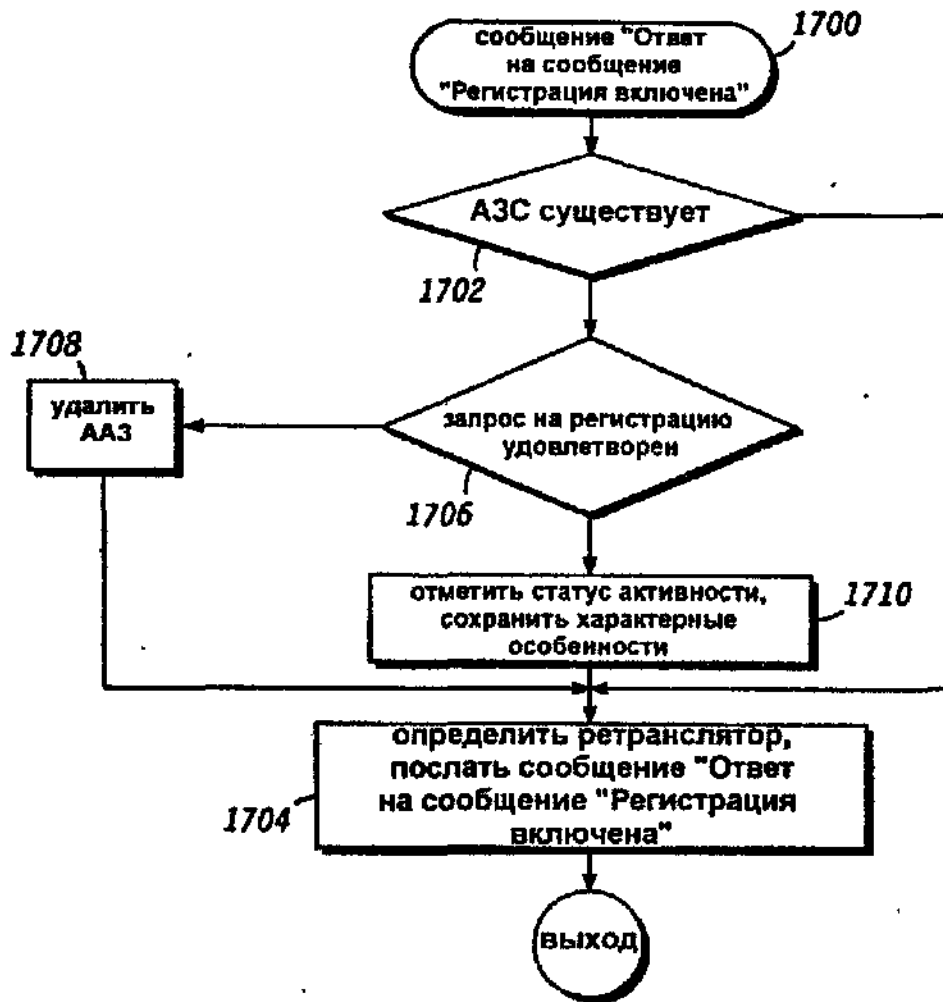 сообщение "Ответ
на сообщение
"Регистрация включена"
1700
АЗС существует
1702
1708
удалить
ААЗ
запрос на регистрацию
удовлетворен
1706
отметить статус активности,
сохранить характерные
особенности
1710
определить ретранслятор,
послать сообщение "Ответ
на сообщение "Регистрация
включена"
1704
выход